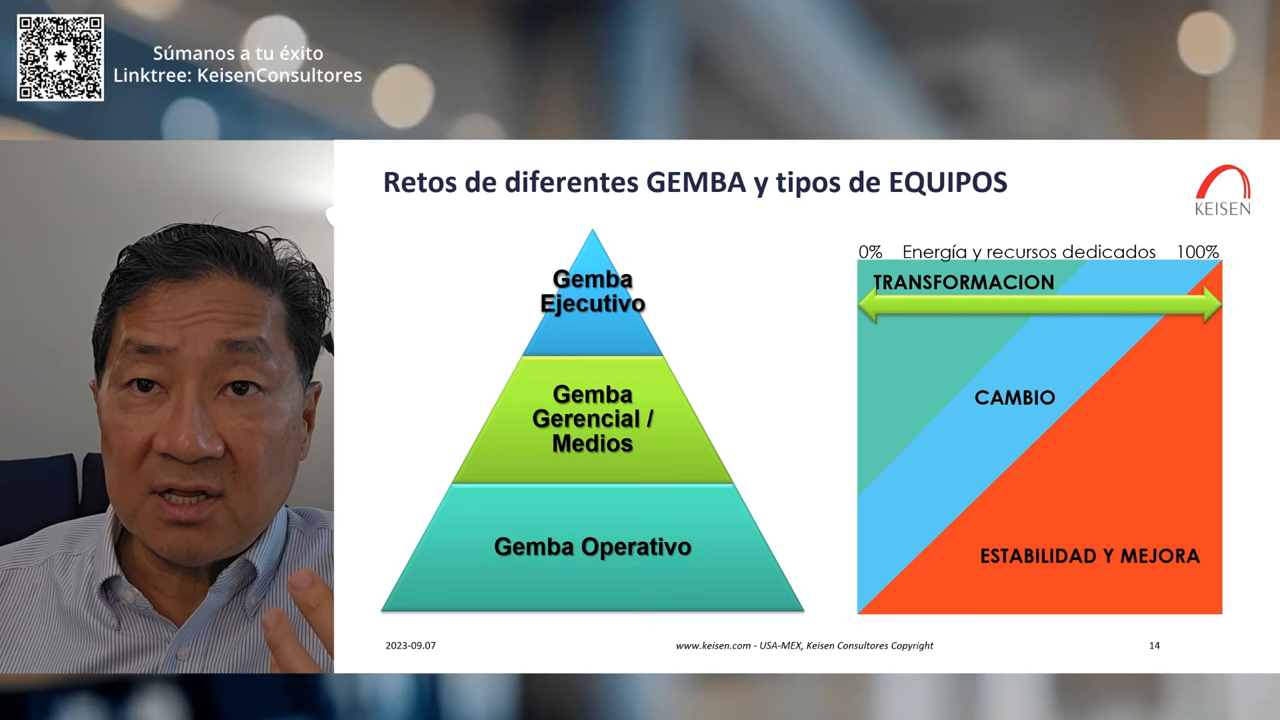 Súmanos a tu éxito
Linktree: KeisenConsultores
Retos de diferentes GEMBA y tipos de EQUIPOS
KEISEN
Gemba
Ejecutivo
Gemba
Gerencial /
Medios
Gemba Operativo
0% Energía y recursos dedicados 100%
TRANSFORMACION
CAMBIO
ESTABILIDAD Y MEJORA
2023-09.07
www.keisen.com - USA-MEX, Keisen Consultores Copyright
14